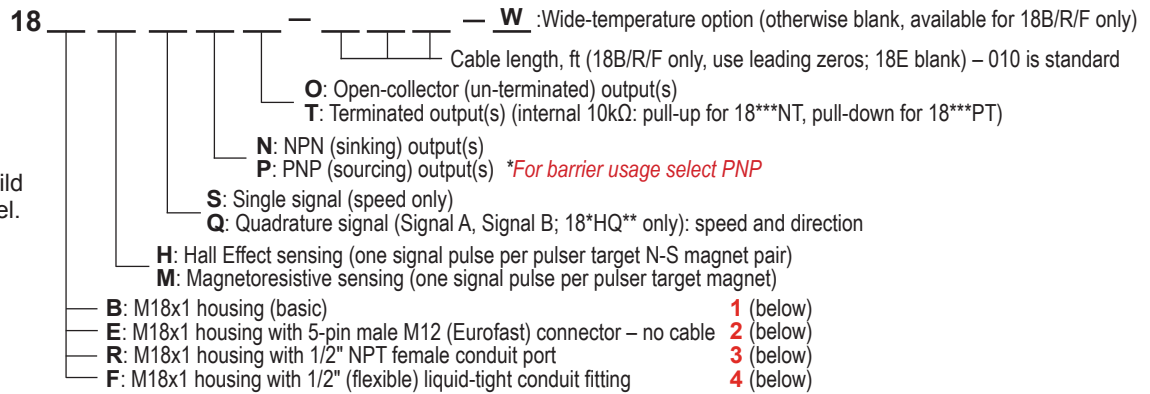 18 — — W :Wide-temperature option (otherwise blank, available for 18B/R/F only)
Cable length, ft (18B/R/F only, use leading zeros; 18E blank) – 010 is standard
O: Open-collector (un-terminated) output(s)
T: Terminated output(s) (internal 10kΩ: pull-up for 18***NT, pull-down for 18***PT)
N: NPN (sinking) output(s)
P: PNP (sourcing) output(s) *For barrier usage select PNP
ild
el.
S: Single signal (speed only)
Q: Quadrature signal (Signal A, Signal B; 18*HQ** only): speed and direction
H: Hall Effect sensing (one signal pulse per pulser target N-S magnet pair)
M: Magnetoresistive sensing (one signal pulse per pulser target magnet)
B: M18x1 housing (basic) 1 (below)
E: M18x1 housing with 5-pin male M12 (Eurofast) connector – no cable 2 (below)
R: M18x1 housing with 1/2" NPT female conduit port 3 (below)
F: M18x1 housing with 1/2" (flexible) liquid-tight conduit fitting 4 (below)